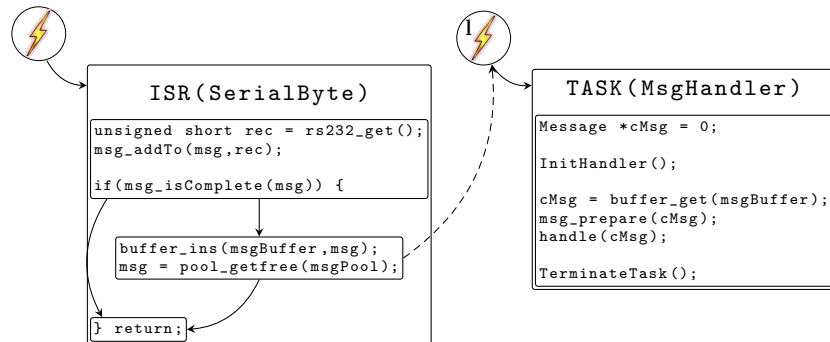 ISR(SerialByte)
unsigned short rec = rs232_get();
msg_addTo(msg,rec);
if(msg_isComplete(msg)) {
buffer_ins(msgBuffer,msg);
msg = pool_getfree(msgPool);
} return;
1
TASK(MsgHandler)
Message *cMsg = 0;
InitHandler();
cMsg = buffer_get(msgBuffer);
msg_prepare(cMsg);
handle(cMsg);
TerminateTask();